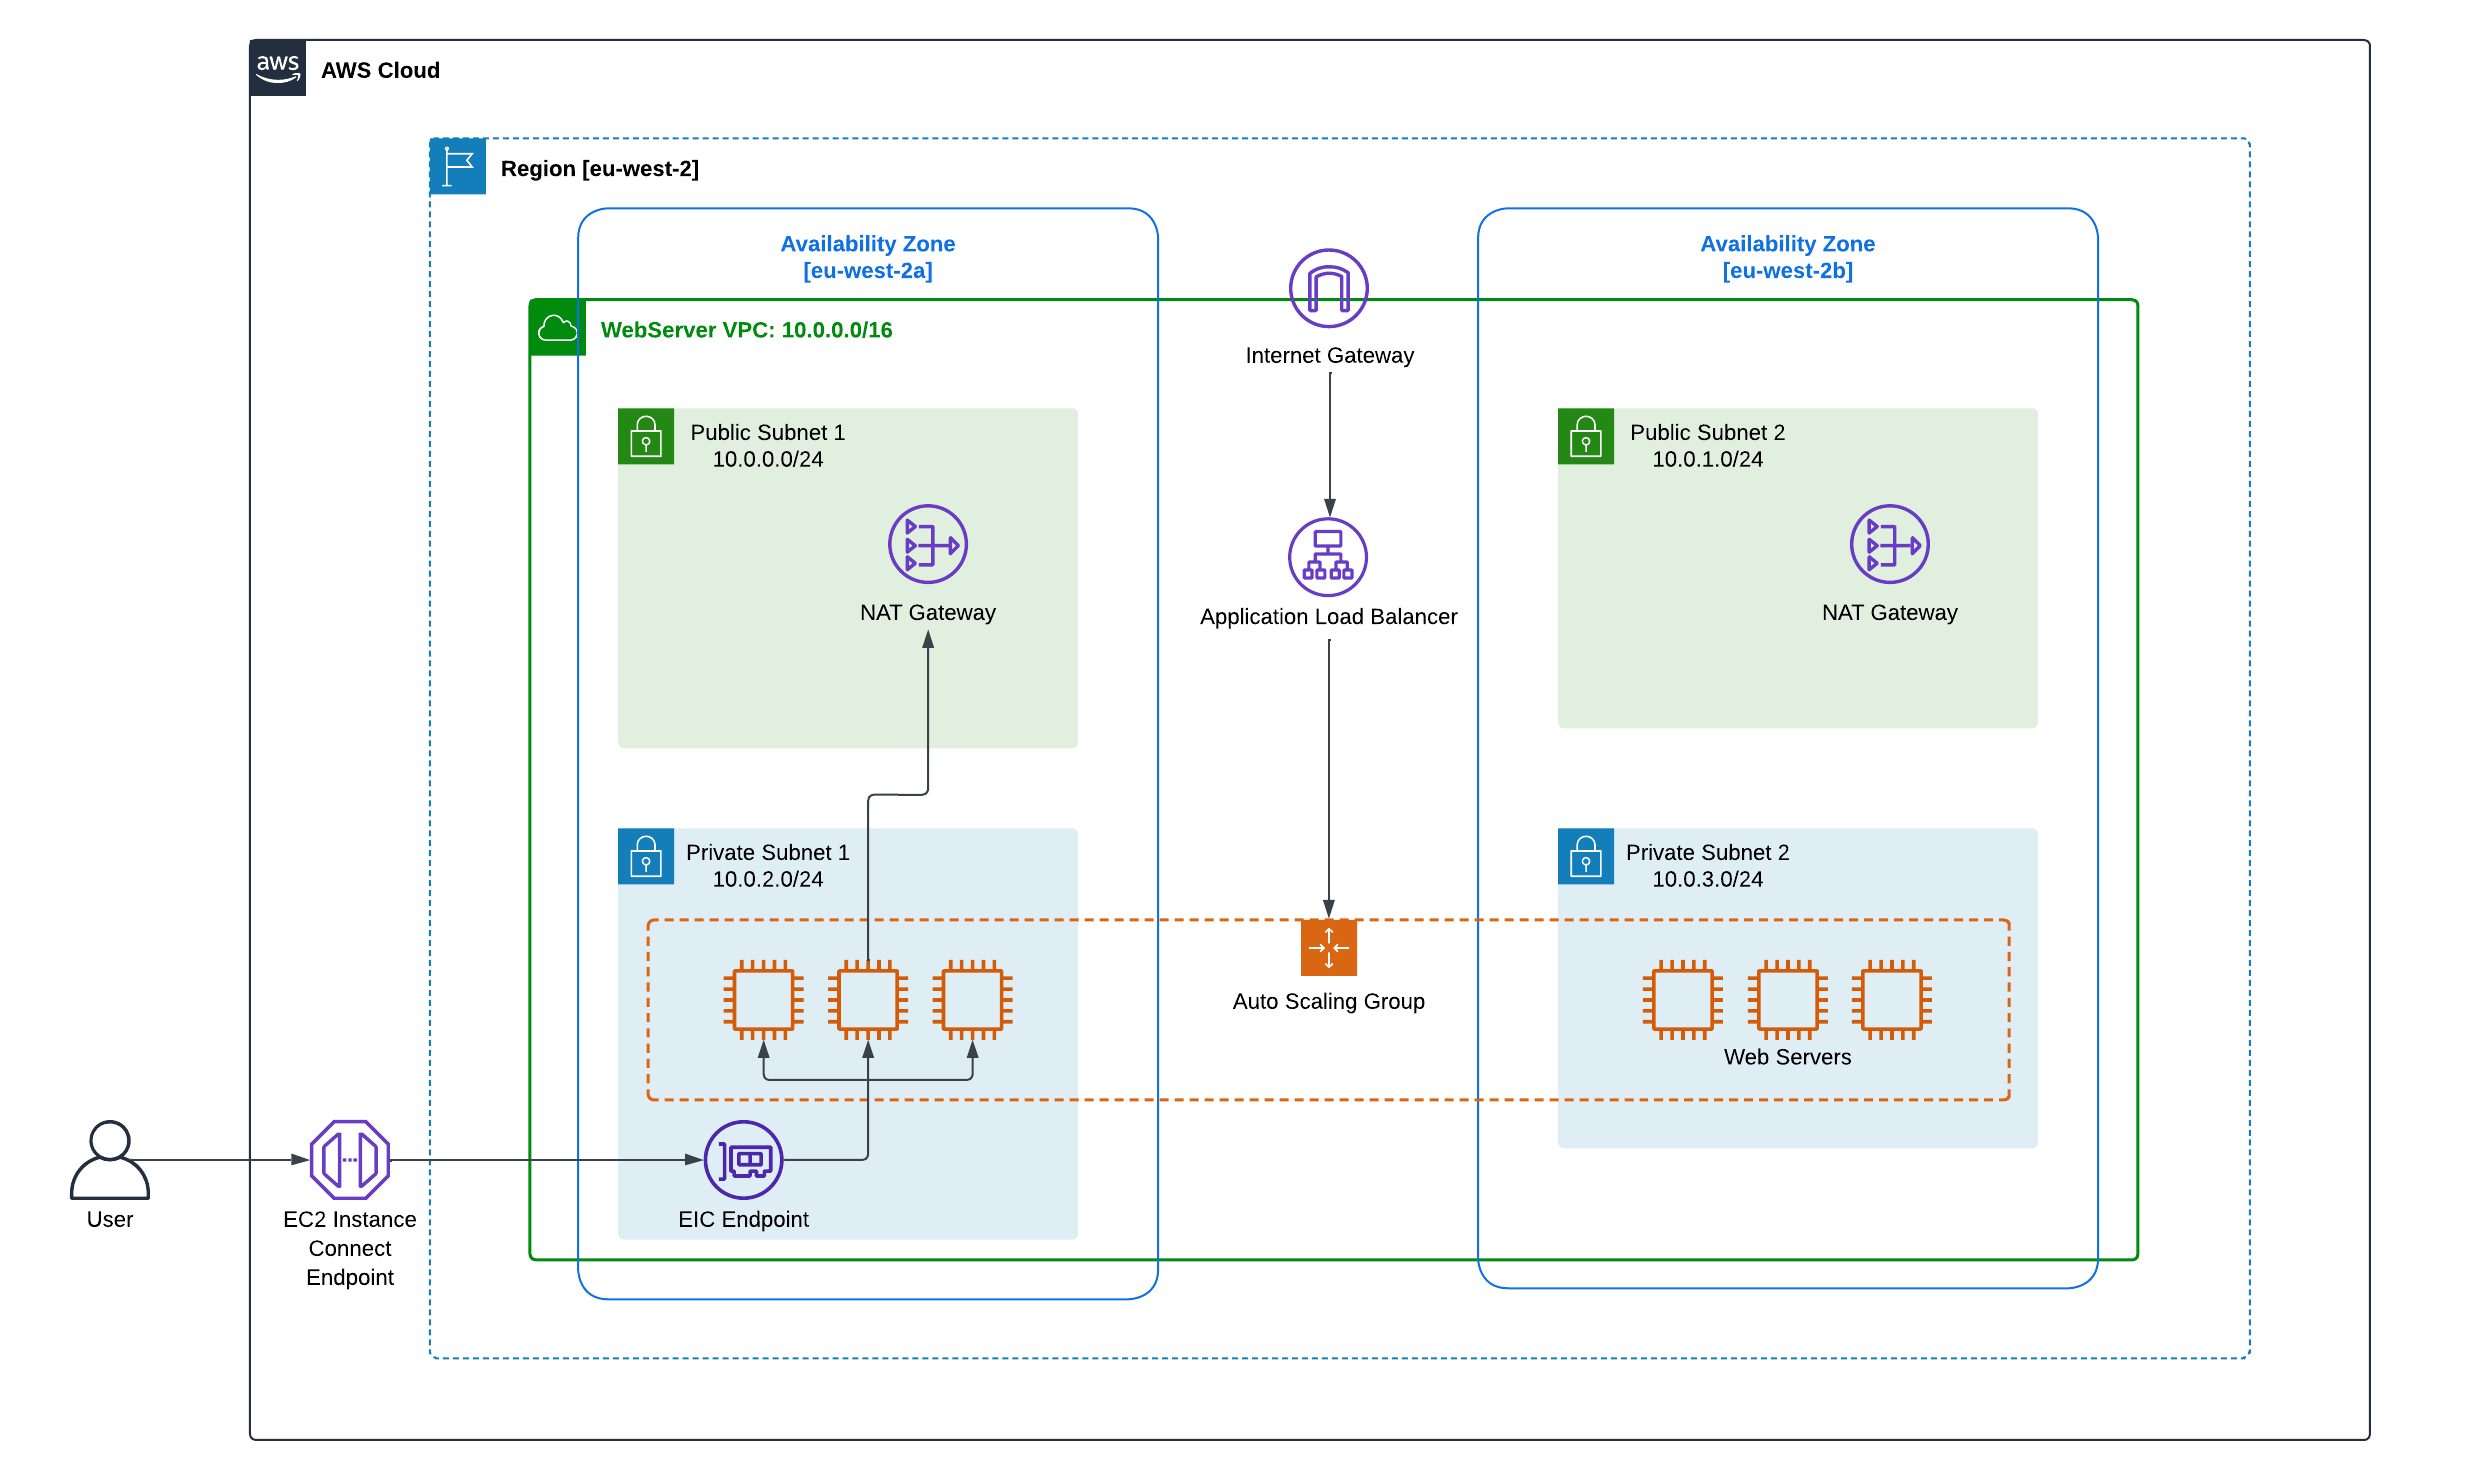 aws
AWS Cloud
Region [eu-west-2]
Availability Zone
[eu-west-2a]
Availability Zone
[eu-west-2b]
WebServer VPC: 10.0.0.0/16
Internet Gateway
Public Subnet 1
10.0.0.0/24
Public Subnet 2
10.0.1.0/24
NAT Gateway
Application Load Balancer
NAT Gateway
Private Subnet 1
10.0.2.0/24
Private Subnet 2
10.0.3.0/24
Auto Scaling Group
Web Servers
User
EC2 Instance
Connect
Endpoint
EIC Endpoint